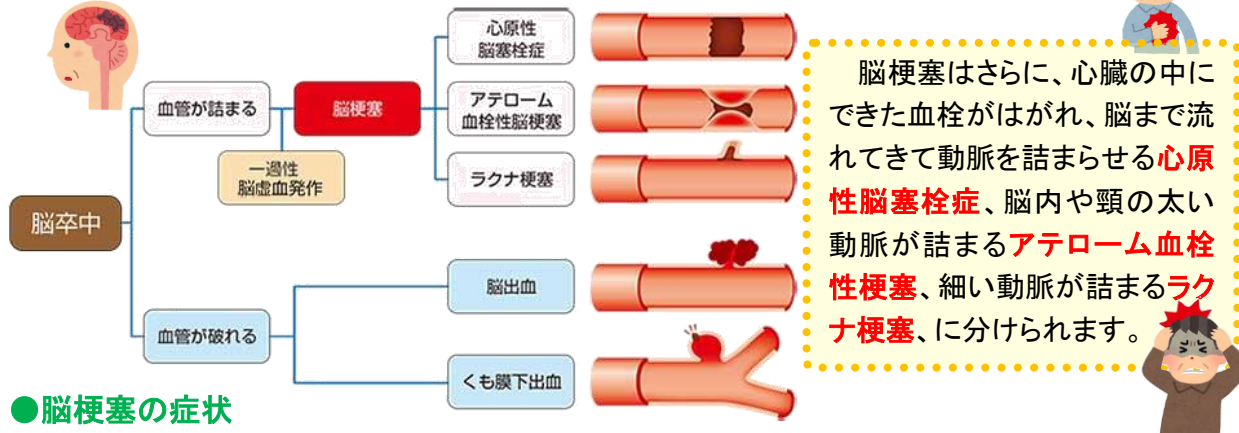 脳卒中
血管が詰まる
一過性
脳虚血発作
脳梗塞
心原性
脳塞栓症
アテローム
血栓性脳梗塞
ラクナ梗塞
血管が破れる
脳出血
くも膜下出血
脳梗塞はさらに、心臓の中に
できた血栓がはがれ、脳まで流
れてきて動脈を詰まらせる心原
性脳塞栓症、脳内や頸の太い
動脈が詰まるアテローム血栓
性梗塞、細い動脈が詰まるラク
ナ梗塞、に分けられます。
●脳梗塞の症状